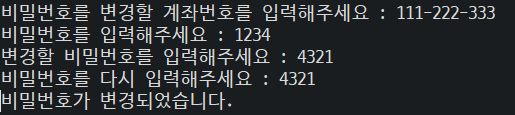 비밀번호를 변경할 계좌번호를 입력해주세요 : 111-222-333
비밀번호를 입력해주세요 : 1234
변경할 비밀번호를 입력해주세요 : 4321
비밀번호를 다시 입력해주세요 : 4321
비밀번호가 변경되었습니다.